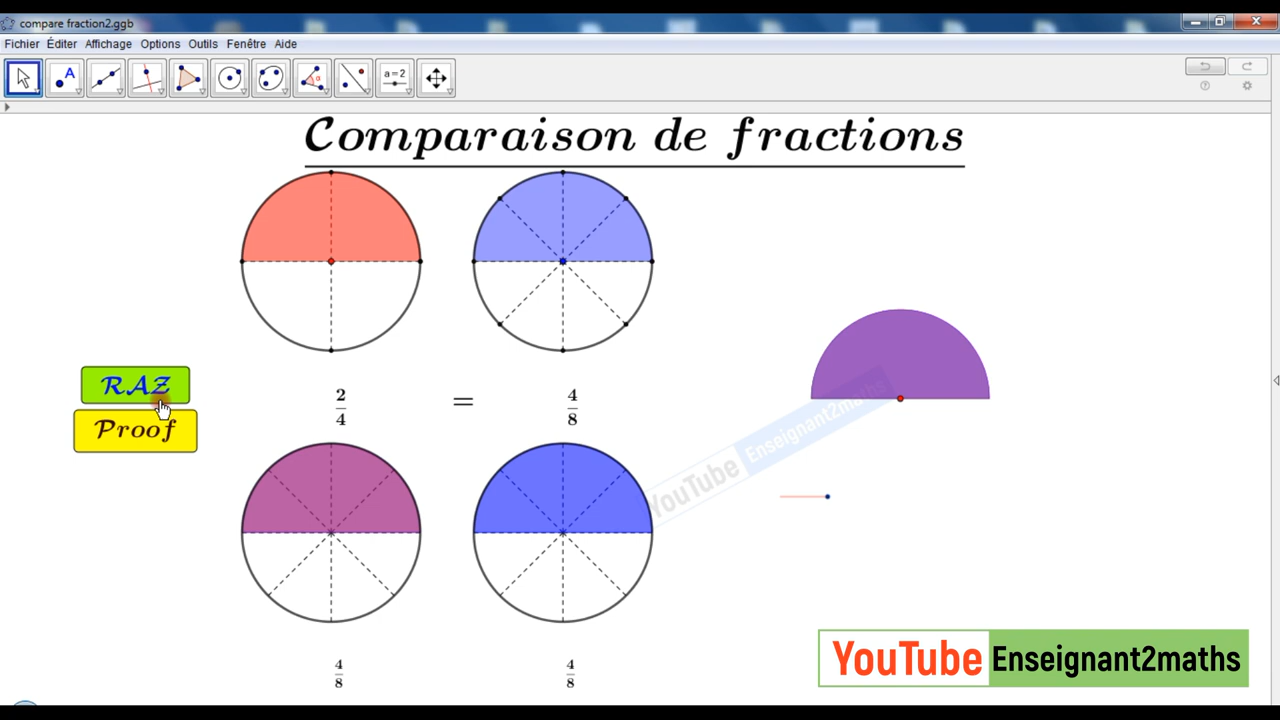 compare fraction2.ggb
Fichier Éditer Affichage Options Outils Fenêtre Aide
A
α
a=2
Comparaison de fractions
RAZ
Proof
2/4 = 4/8
4/8 4/8
YouTube Enseignant2maths
YouTube Enseignant2maths